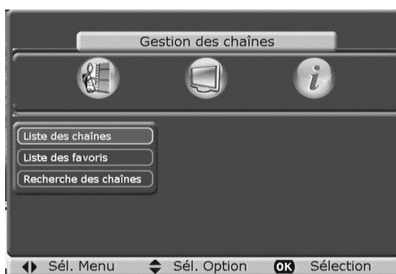 Gestion des chaînes
Liste des chaînes
Liste des favoris
Recherche des chaînes
Sél. Menu Sél. Option OK Sélection